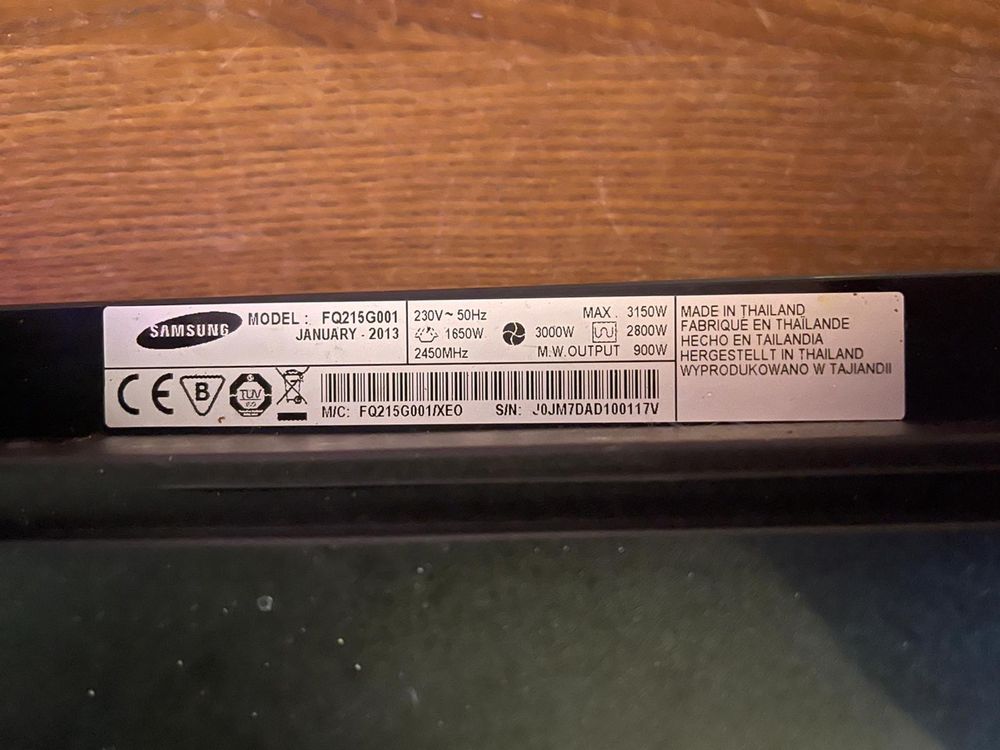 SAMSUNG
MODEL : FQ215G001
JANUARY - 2013
230V ~ 50Hz
1650W
2450MHz
MAX 3150W
3000W 2800W
M.W.OUTPUT 900W
MADE IN THAILAND
FABRIQUÉ EN THAÏLANDE
HECHO EN TAILANDIA
HERGESTELLT IN THAILAND
WYPRODUKOWANO W TAJIANDII
CE B TÜV
M/C: FQ215G001/XEO S/N: J0JM7DAD100117V